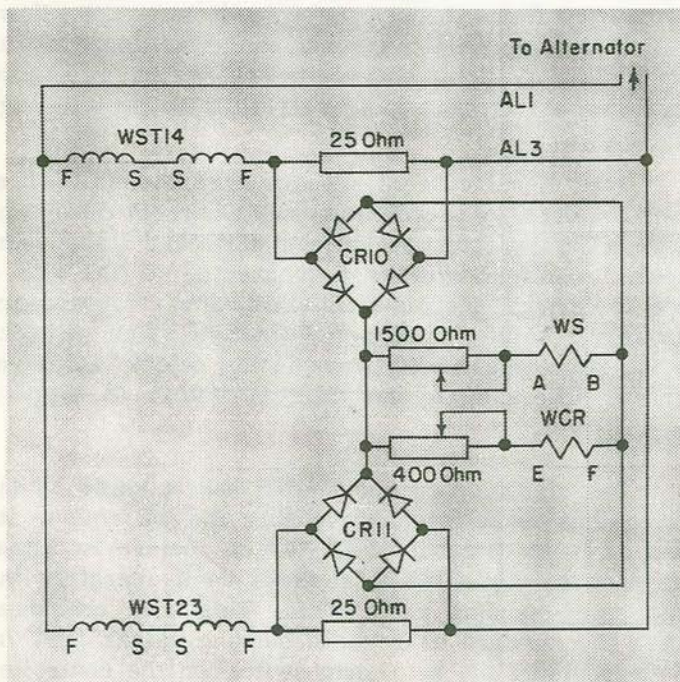 To Alternator
AL1
WST14
25 Ohm
AL3
F S S F
CR10
1500 Ohm
WS
A B
WCR
400 Ohm
E F
CR11
WST23
25 Ohm
F S S F